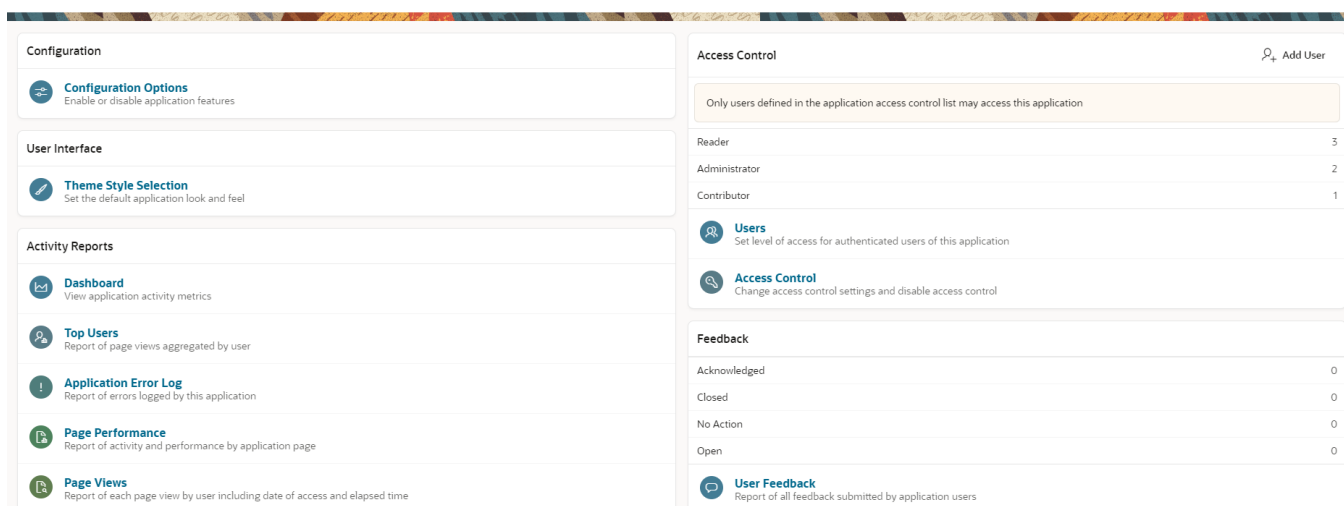 Configuration
Configuration Options
Enable or disable application features
User Interface
Theme Style Selection
Set the default application look and feel
Activity Reports
Dashboard
View application activity metrics
Top Users
Report of page views aggregated by user
Application Error Log
Report of errors logged by this application
Page Performance
Report of activity and performance by application page
Page Views
Report of each page view by user including date of access and elapsed time
Access Control Add User
Only users defined in the application access control list may access this application
Reader 3
Administrator 2
Contributor 1
Users
Set level of access for authenticated users of this application
Access Control
Change access control settings and disable access control
Feedback
Acknowledged 0
Closed 0
No Action 0
Open 0
User Feedback
Report of all feedback submitted by application users